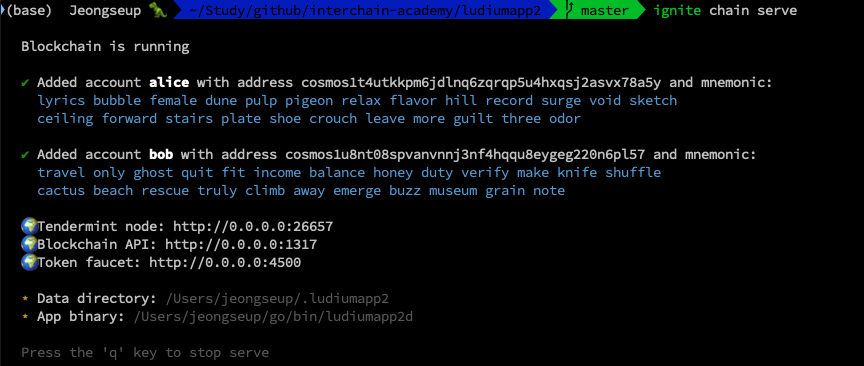 (base) Jeongseup ~/Study/github/interchain-academy/ludiumapp2 master ignite chain serve
Blockchain is running
✔ Added account alice with address cosmos1t4utkkpm6jdlnq6zqrqp5u4hxqsj2asvx78a5y and mnemonic:
lyrics bubble female dune pulp pigeon relax flavor hill record surge void sketch
ceiling forward stairs plate shoe crouch leave more guilt three odor
✔ Added account bob with address cosmos1u8nt08spvanvnnj3nf4hqqu8eygeg220n6pl57 and mnemonic:
travel only ghost quit fit income balance honey duty verify make knife shuffle
cactus beach rescue truly climb away emerge buzz museum grain note
Tendermint node: http://0.0.0.0:26657
Blockchain API: http://0.0.0.0:1317
Token faucet: http://0.0.0.0:4500
⋆ Data directory: /Users/jeongseup/.ludiumapp2
⋆ App binary: /Users/jeongseup/go/bin/ludiumapp2d
Press the 'q' key to stop serve